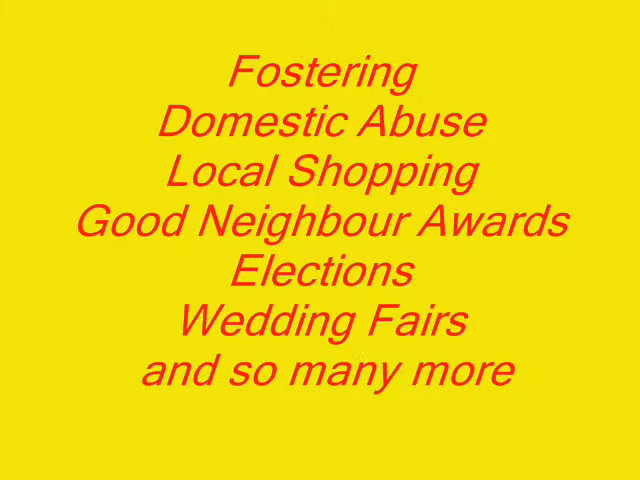 Fostering
Domestic Abuse
Local Shopping
Good Neighbour Awards
Elections
Wedding Fairs
and so many more